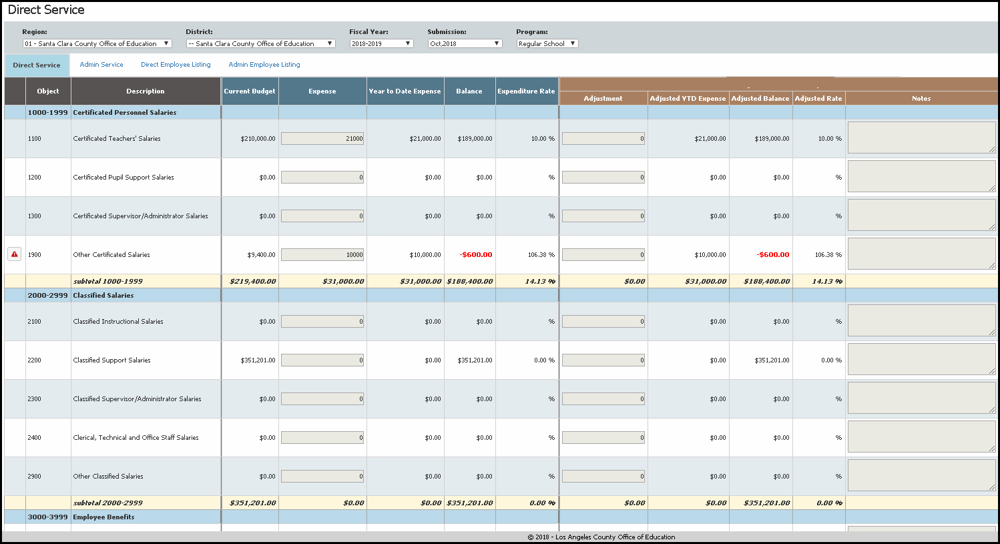 Direct Service
Region: District: Fiscal Year: Submission: Program:
01 - Santa Clara County Office of Education -- Santa Clara County Office of Education 2018-2019 Oct,2018 Regular School
Direct Service Admin Service Direct Employee Listing Admin Employee Listing
Object Description Current Budget Expense Year to Date Expense Balance Expenditure Rate
Adjustment Adjusted YTD Expense Adjusted Balance Adjusted Rate Notes
1000-1999 Certificated Personnel Salaries
1100 Certificated Teachers' Salaries $210,000.00 21000 $21,000.00 $189,000.00 10.00 % 0 $21,000.00 $189,000.00 10.00 %
1200 Certificated Pupil Support Salaries $0.00 0 $0.00 $0.00 % 0 $0.00 $0.00 %
1300 Certificated Supervisor/Administrator Salaries $0.00 0 $0.00 $0.00 % 0 $0.00 $0.00 %
1900 Other Certificated Salaries $9,400.00 10000 $10,000.00 -$600.00 106.38 % 0 $10,000.00 -$600.00 106.38 %
subtotal 1000-1999 $219,400.00 $31,000.00 $31,000.00 $188,400.00 14.13 % $0.00 $31,000.00 $188,400.00 14.13 %
2000-2999 Classified Salaries
2100 Classified Instructional Salaries $0.00 0 $0.00 $0.00 % 0 $0.00 $0.00 %
2200 Classified Support Salaries $351,201.00 0 $0.00 $351,201.00 0.00 % 0 $0.00 $351,201.00 0.00 %
2300 Classified Supervisor/Administrator Salaries $0.00 0 $0.00 $0.00 % 0 $0.00 $0.00 %
2400 Clerical, Technical and Office Staff Salaries $0.00 0 $0.00 $0.00 % 0 $0.00 $0.00 %
2900 Other Classified Salaries $0.00 0 $0.00 $0.00 % 0 $0.00 $0.00 %
subtotal 2000-2999 $351,201.00 $0.00 $0.00 $351,201.00 0.00 % $0.00 $0.00 $351,201.00 0.00 %
3000-3999 Employee Benefits
© 2018 - Los Angeles County Office of Education